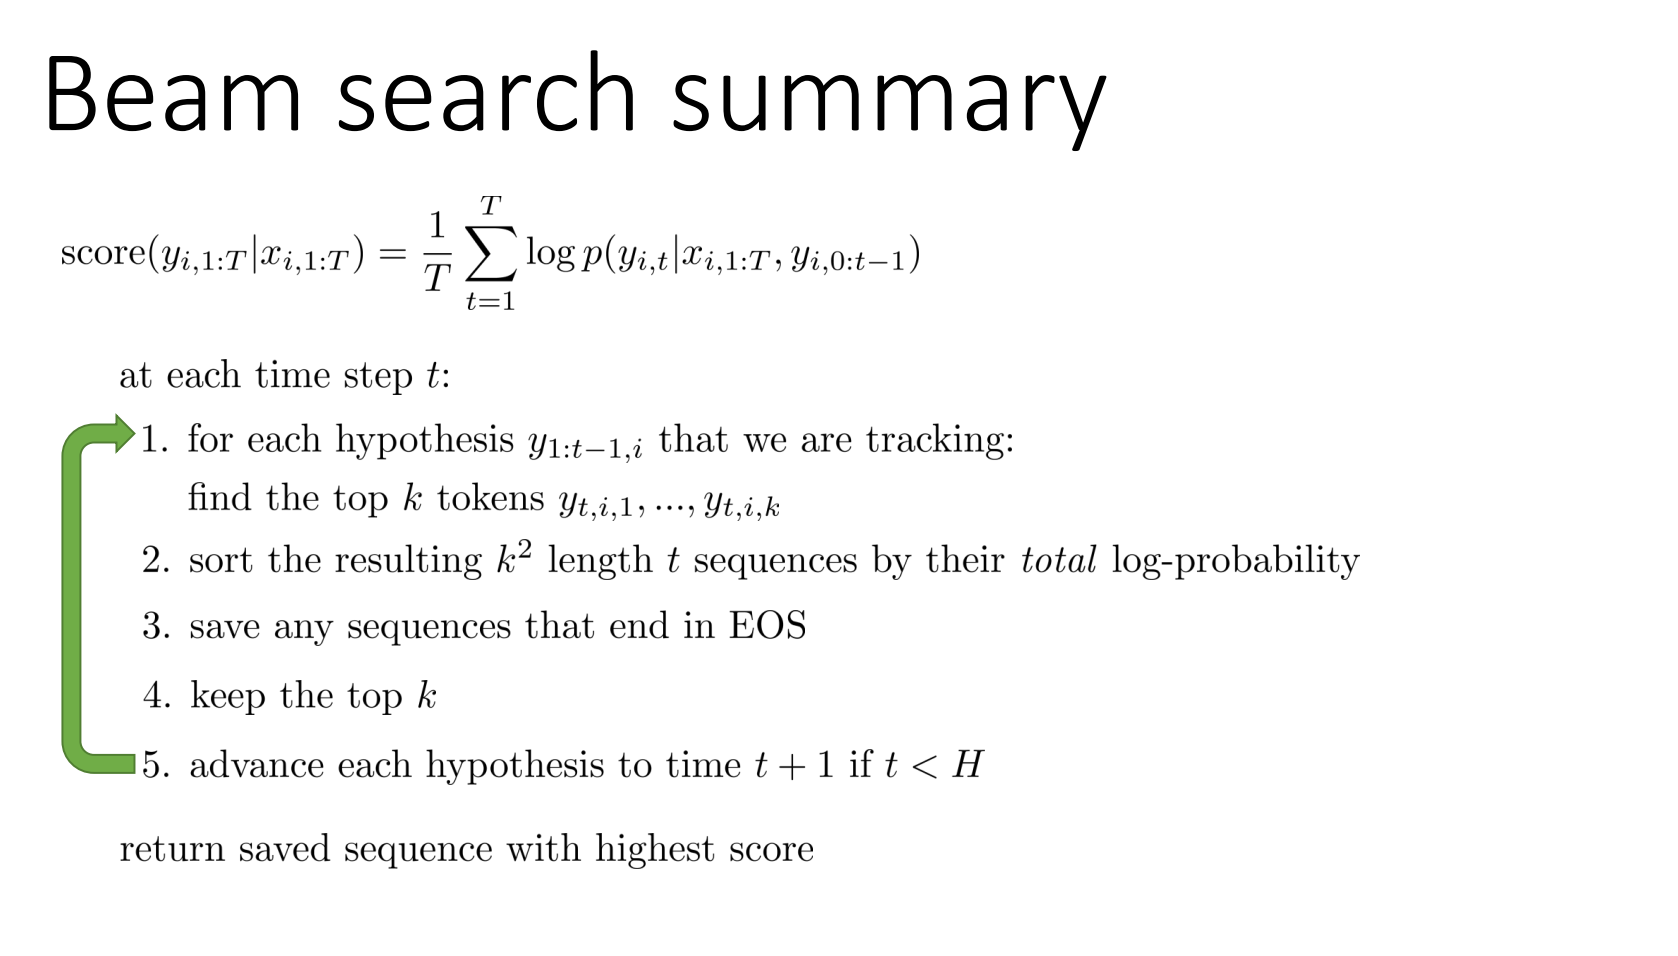 Beam search summary
score(y_{i,1:T}|x_{i,1:T}) = \frac{1}{T} \sum_{t=1}^{T} log p(y_{i,t}|x_{i,1:T}, y_{i,0:t−1})
at each time step t:
1. for each hypothesis y_{1:t−1,i} that we are tracking:
find the top k tokens y_{t,i,1}, ..., y_{t,i,k}
2. sort the resulting k² length t sequences by their total log-probability
3. save any sequences that end in EOS
4. keep the top k
5. advance each hypothesis to time t + 1 if t < H
return saved sequence with highest score